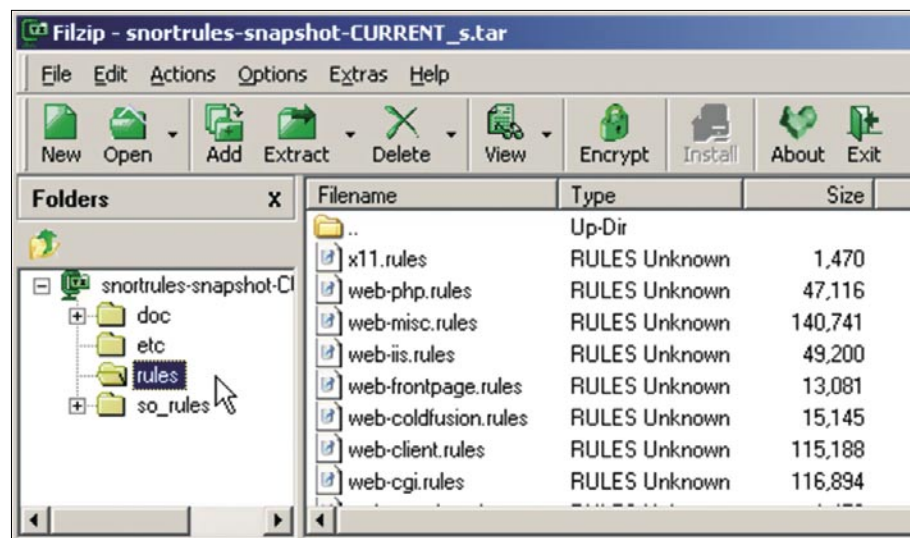 Filzip - snortrules-snapshot-CURRENT_s.tar
File Edit Actions Options Extras Help
New Open Add Extract Delete View Encrypt Install About Exit
Folders x
Filename Type Size
.. Up-Dir
x11.rules RULES Unknown 1,470
web-php.rules RULES Unknown 47,116
web-misc.rules RULES Unknown 140,741
web-iis.rules RULES Unknown 49,200
web-frontpage.rules RULES Unknown 13,081
web-coldfusion.rules RULES Unknown 15,145
web-client.rules RULES Unknown 115,188
web-cgi.rules RULES Unknown 116,894
snortrules-snapshot-CU
doc
etc
rules
so_rules